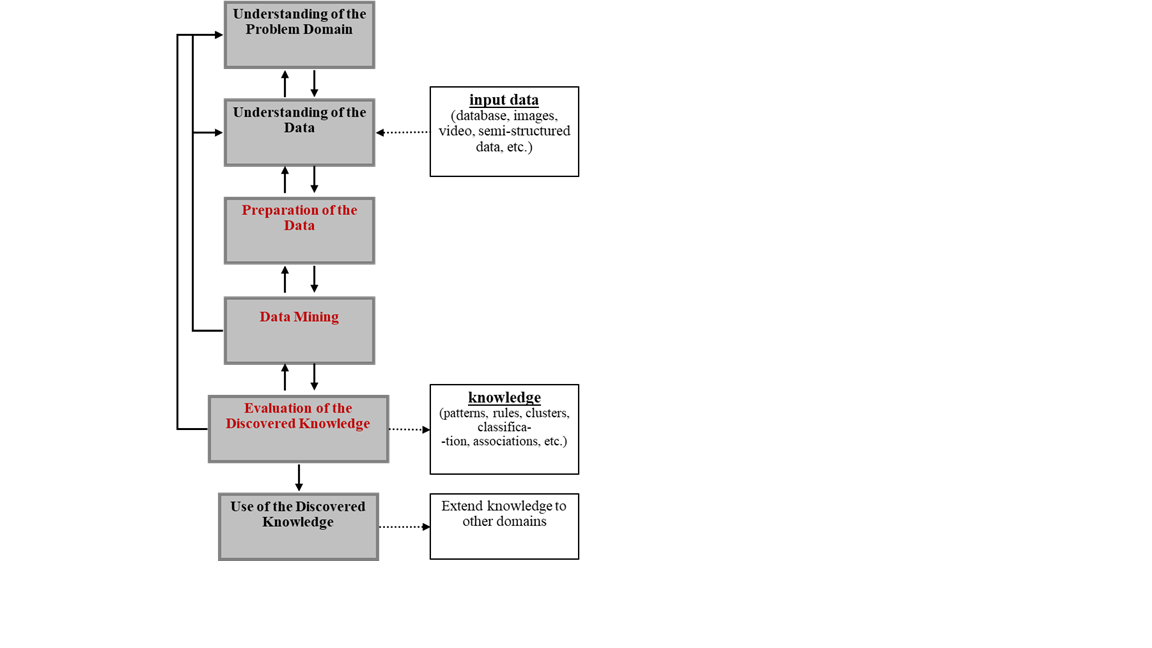 Understanding of the
Problem Domain
Understanding of the
Data
input data
(database, images,
video, semi-structured
data, etc.)
Preparation of the
Data
Data Mining
Evaluation of the
Discovered Knowledge
knowledge
(patterns, rules, clusters,
classifica-
-tion, associations, etc.)
Use of the Discovered
Knowledge
Extend knowledge to
other domains